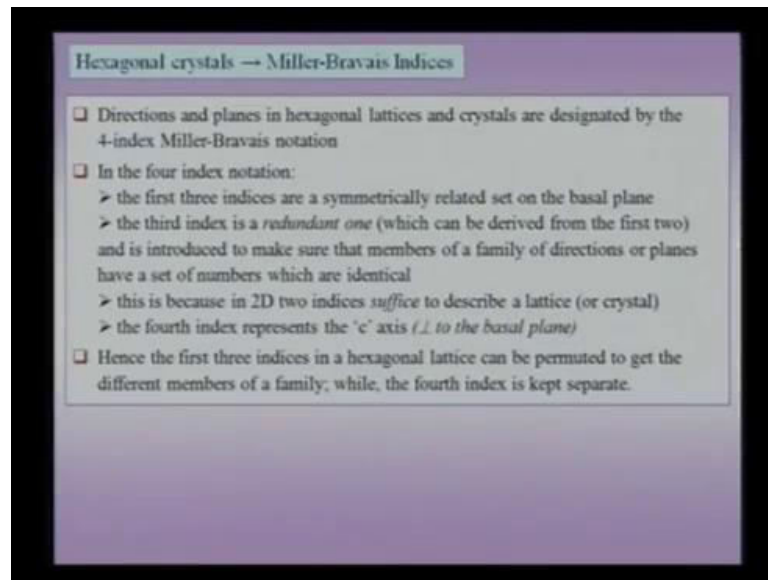 Hexagonal crystals → Miller-Bravais Indices
❑ Directions and planes in hexagonal lattices and crystals are designated by the
4-index Miller-Bravais notation
❑ In the four index notation:
➢ the first three indices are a symmetrically related set on the basal plane
➢ the third index is a redundant one (which can be derived from the first two)
and is introduced to make sure that members of a family of directions or planes
have a set of numbers which are identical
➢ this is because in 2D two indices suffice to describe a lattice (or crystal)
➢ the fourth index represents the 'c' axis (⊥ to the basal plane)
❑ Hence the first three indices in a hexagonal lattice can be permuted to get the
different members of a family; while, the fourth index is kept separate.